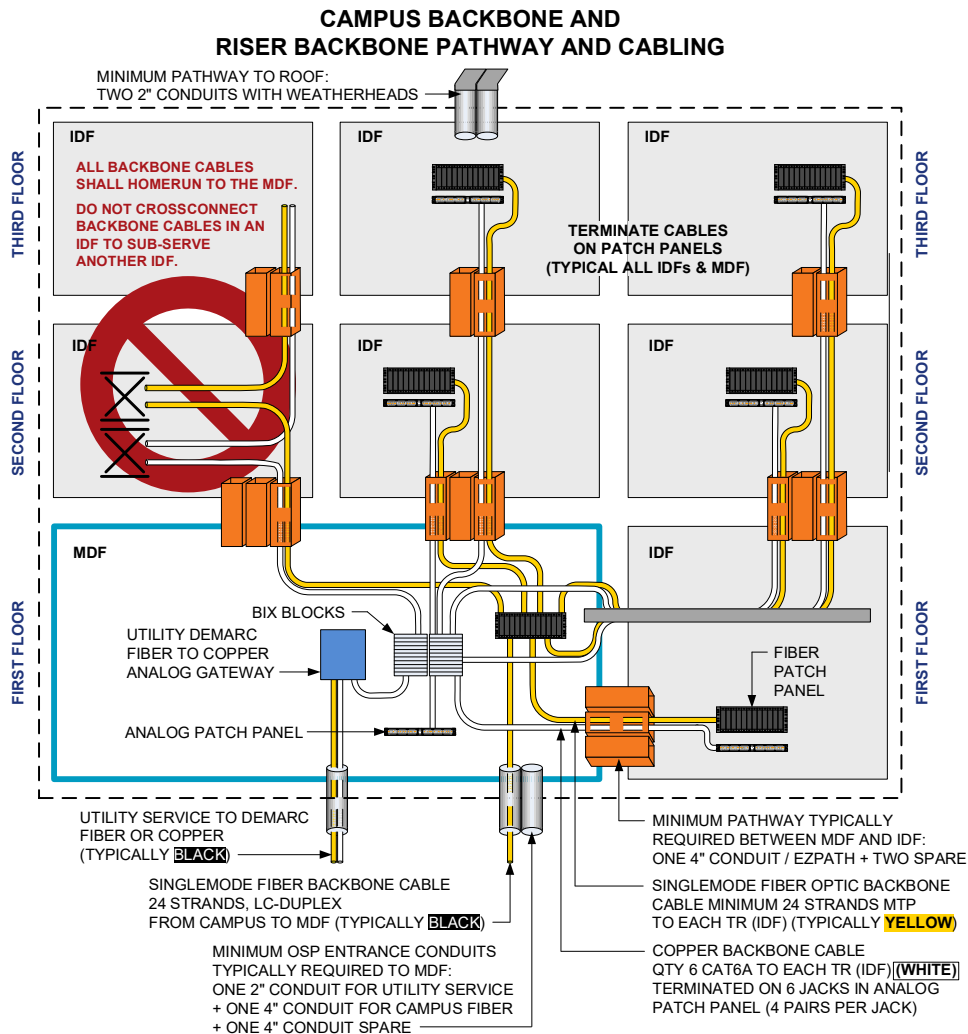 CAMPUS BACKBONE AND
RISER BACKBONE PATHWAY AND CABLING
MINIMUM PATHWAY TO ROOF:
TWO 2" CONDUITS WITH WEATHERHEADS
THIRD FLOOR
IDF
ALL BACKBONE CABLES
SHALL HOMERUN TO THE MDF.
DO NOT CROSSCONNECT
BACKBONE CABLES IN AN
IDF TO SUB-SERVE
ANOTHER IDF.
IDF
IDF
TERMINATE CABLES
ON PATCH PANELS
(TYPICAL ALL IDFs & MDF)
THIRD FLOOR
SECOND FLOOR
IDF
IDF
IDF
SECOND FLOOR
FIRST FLOOR
MDF
IDF
BIX BLOCKS
UTILITY DEMARC
FIBER TO COPPER
ANALOG GATEWAY
ANALOG PATCH PANEL
FIBER
PATCH
PANEL
FIRST FLOOR
UTILITY SERVICE TO DEMARC
FIBER OR COPPER
(TYPICALLY BLACK)
SINGLEMODE FIBER BACKBONE CABLE
24 STRANDS, LC-DUPLEX
FROM CAMPUS TO MDF (TYPICALLY BLACK)
MINIMUM OSP ENTRANCE CONDUITS
TYPICALLY REQUIRED TO MDF:
ONE 2" CONDUIT FOR UTILITY SERVICE
+ ONE 4" CONDUIT FOR CAMPUS FIBER
+ ONE 4" CONDUIT SPARE
MINIMUM PATHWAY TYPICALLY
REQUIRED BETWEEN MDF AND IDF:
ONE 4" CONDUIT / EZPATH + TWO SPARE
SINGLEMODE FIBER OPTIC BACKBONE
CABLE MINIMUM 24 STRANDS MTP
TO EACH TR (IDF) (TYPICALLY YELLOW)
COPPER BACKBONE CABLE
QTY 6 CAT6A TO EACH TR (IDF) (WHITE)
TERMINATED ON 6 JACKS IN ANALOG
PATCH PANEL (4 PAIRS PER JACK)